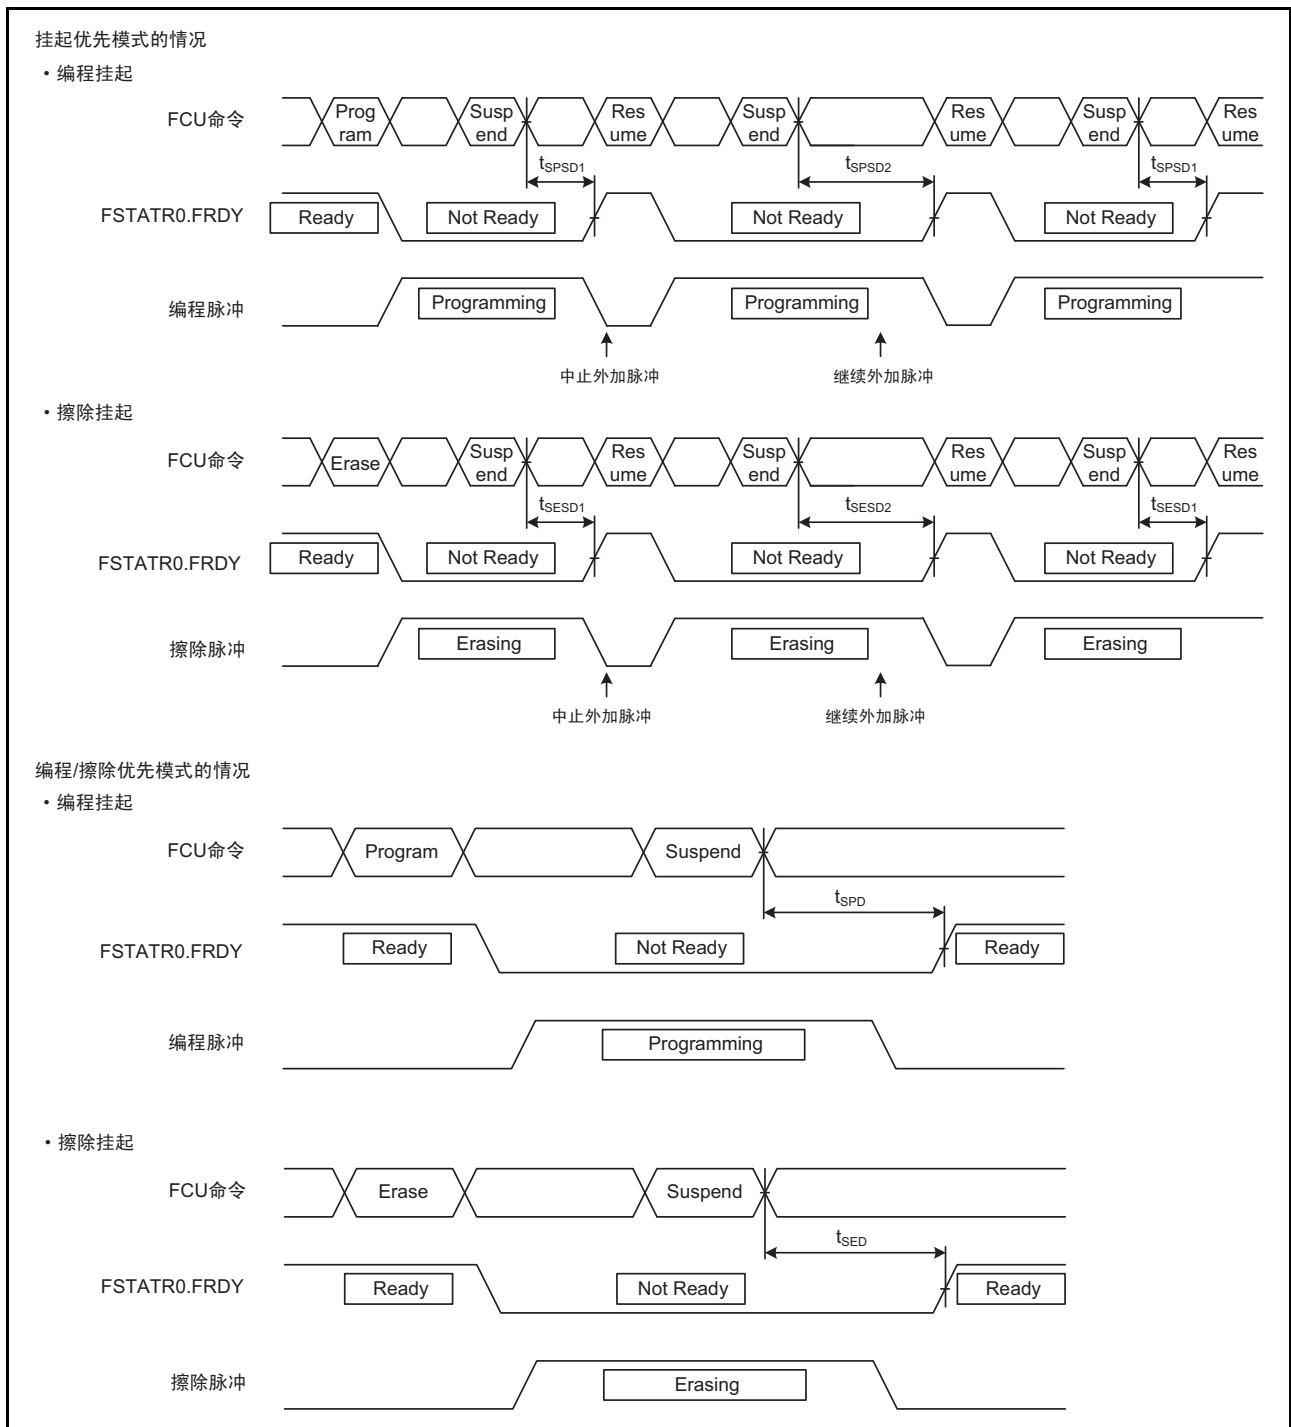 挂起优先模式的情况
・编程挂起
FCU命令
Prog
ram
Susp
end
Res
ume
Susp
end
Res
ume
Susp
end
Res
ume
tSPSD1
tSPSD2
tSPSD1
FSTATR0.FRDY
Ready
Not Ready
Not Ready
Not Ready
编程脉冲
Programming
Programming
Programming
中止外加脉冲
继续外加脉冲
・擦除挂起
FCU命令
Erase
Susp
end
Res
ume
Susp
end
Res
ume
Susp
end
Res
ume
tSESD1
tSESD2
tSESD1
FSTATR0.FRDY
Ready
Not Ready
Not Ready
Not Ready
擦除脉冲
Erasing
Erasing
Erasing
中止外加脉冲
继续外加脉冲
编程/擦除优先模式的情况
・编程挂起
FCU命令
Program
Suspend
tSPD
FSTATR0.FRDY
Ready
Not Ready
Ready
编程脉冲
Programming
・擦除挂起
FCU命令
Erase
Suspend
tSED
FSTATR0.FRDY
Ready
Not Ready
Ready
擦除脉冲
Erasing